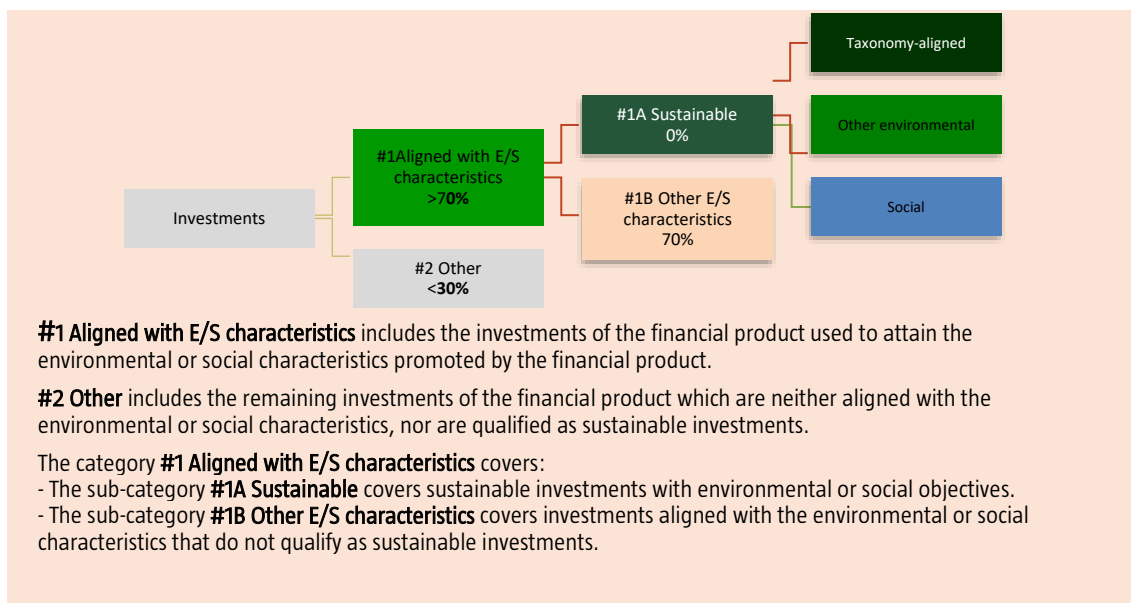 Investments
#1Aligned with E/S
characteristics
>70%
#2 Other
<30%
#1A Sustainable
0%
#1B Other E/S
characteristics
70%
Taxonomy-aligned
Other environmental
Social
#1 Aligned with E/S characteristics includes the investments of the financial product used to attain the
environmental or social characteristics promoted by the financial product.
#2 Other includes the remaining investments of the financial product which are neither aligned with the
environmental or social characteristics, nor are qualified as sustainable investments.
The category #1 Aligned with E/S characteristics covers:
- The sub-category #1A Sustainable covers sustainable investments with environmental or social objectives.
- The sub-category #1B Other E/S characteristics covers investments aligned with the environmental or social
characteristics that do not qualify as sustainable investments.